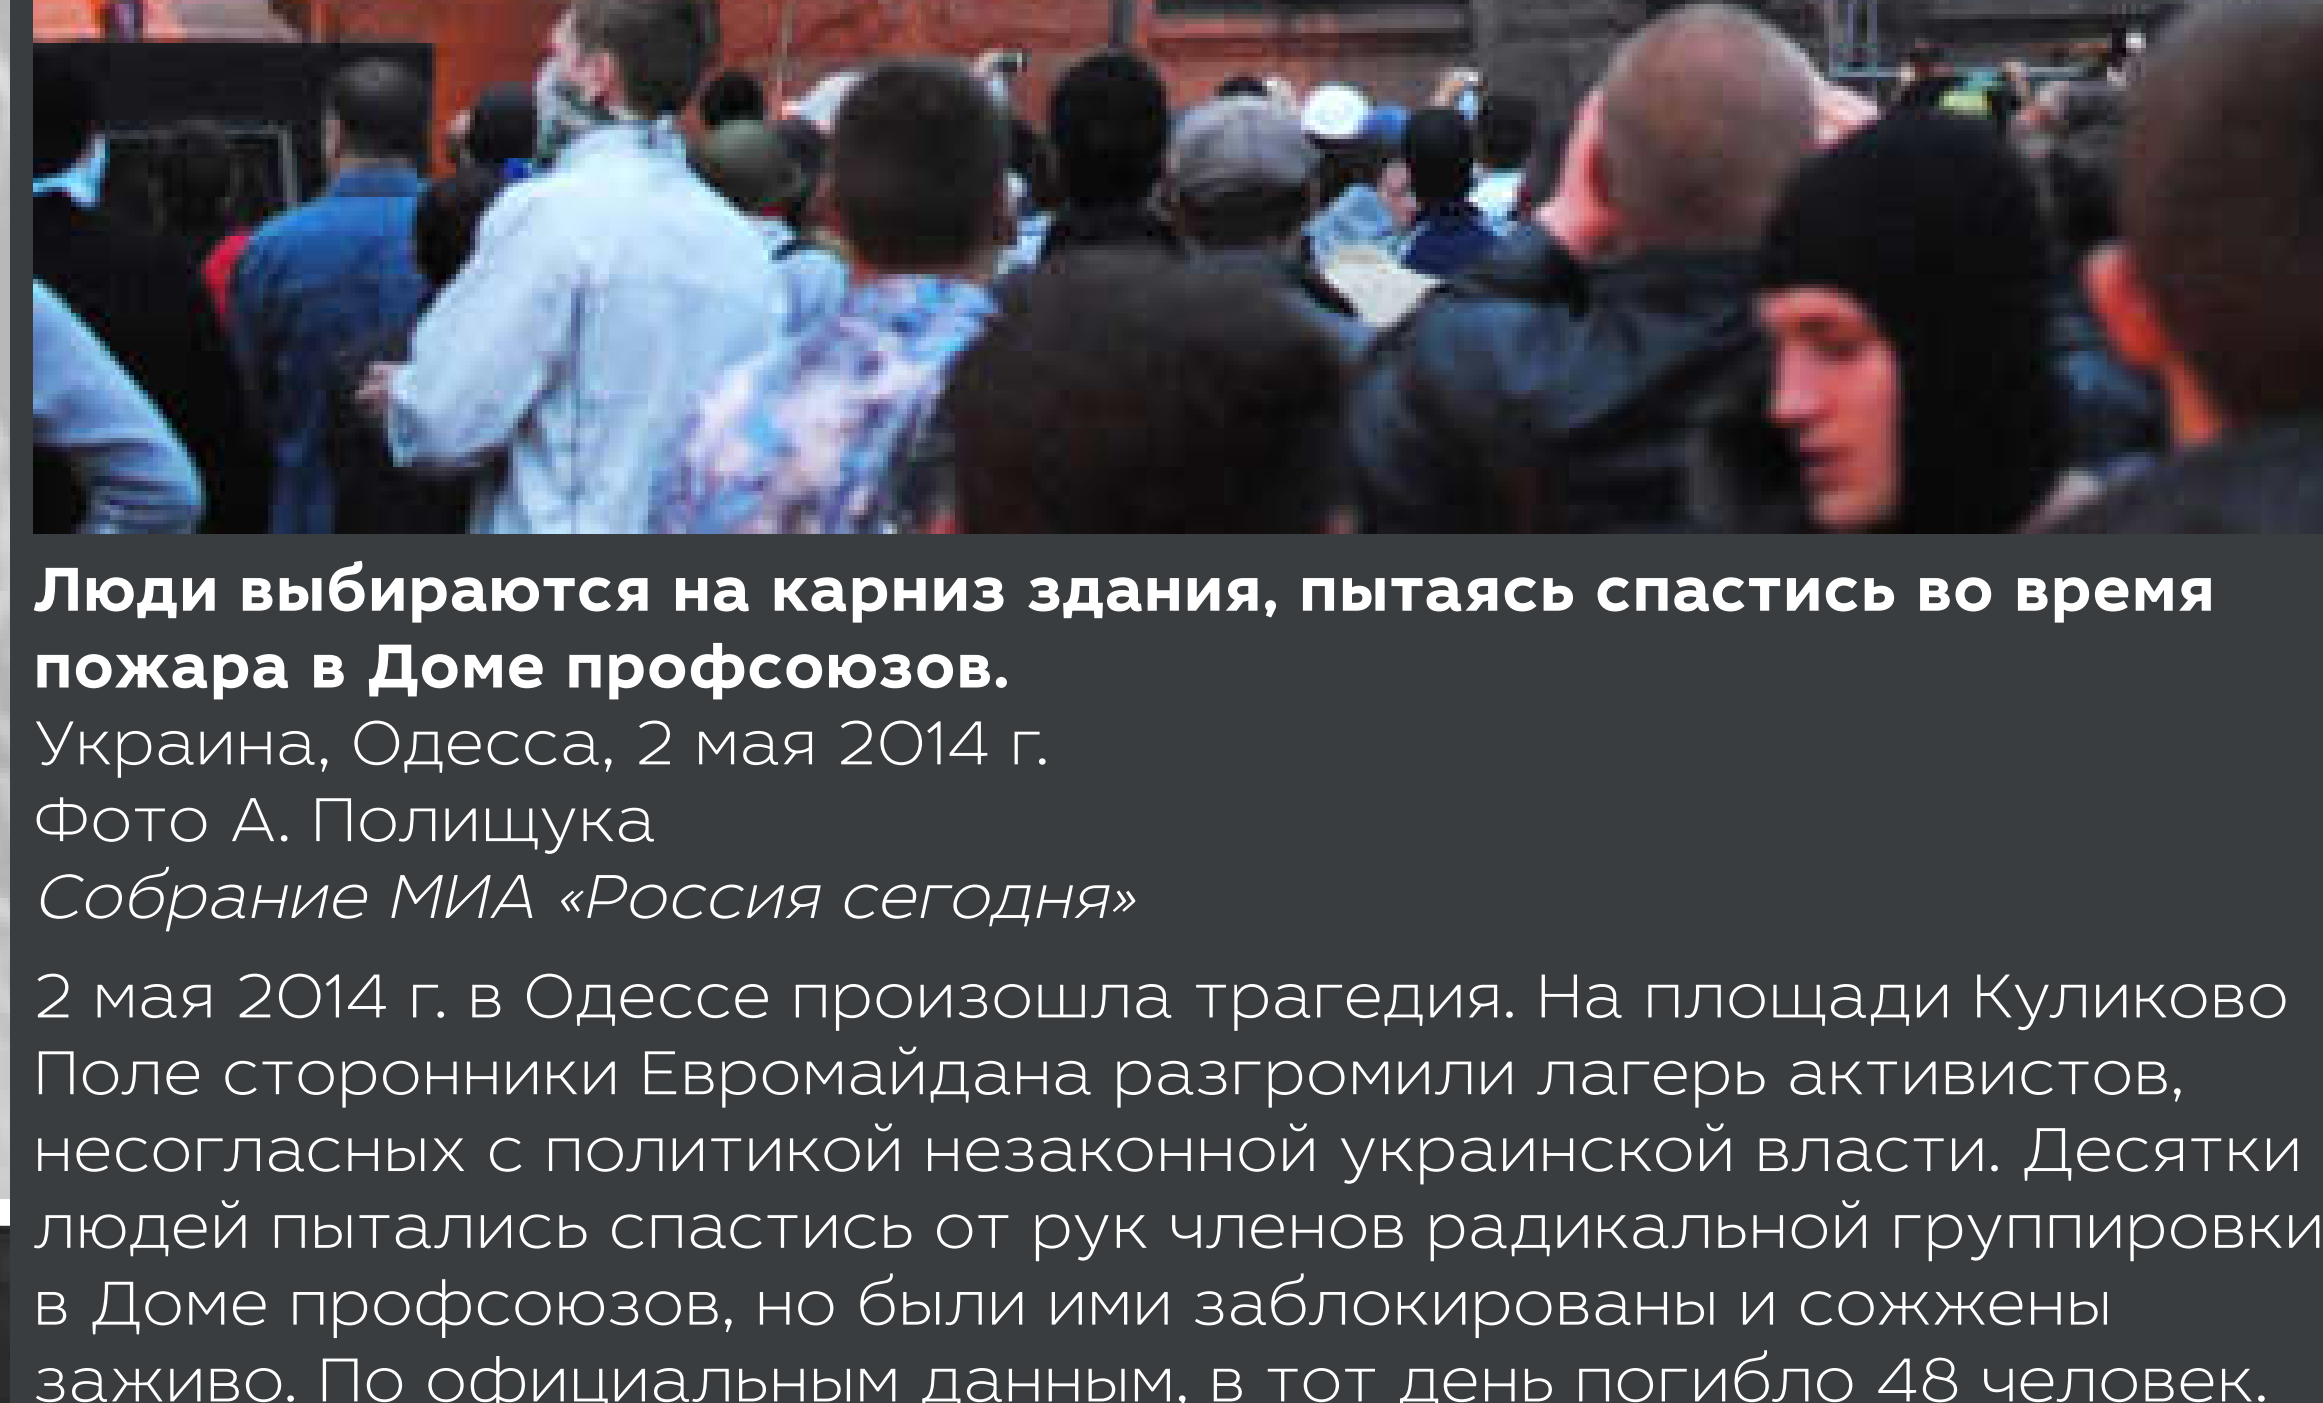 Люди выбираются на карниз здания, пытаясь спастись во время
пожара в Доме профсоюзов.
Украина, Одесса, 2 мая 2014 г.
Фото А. Полищука
Собрание МИА «Россия сегодня»
2 мая 2014 г. в Одессе произошла трагедия. На площади Куликово
Поле сторонники Евромайдана разгромили лагерь активистов,
несогласных с политикой незаконной украинской власти. Десятки
людей пытались спастись от рук членов радикальной группировки
в Доме профсоюзов, но были ими заблокированы и сожжены
заживо. По официальным данным, в тот день погибло 48 человек.